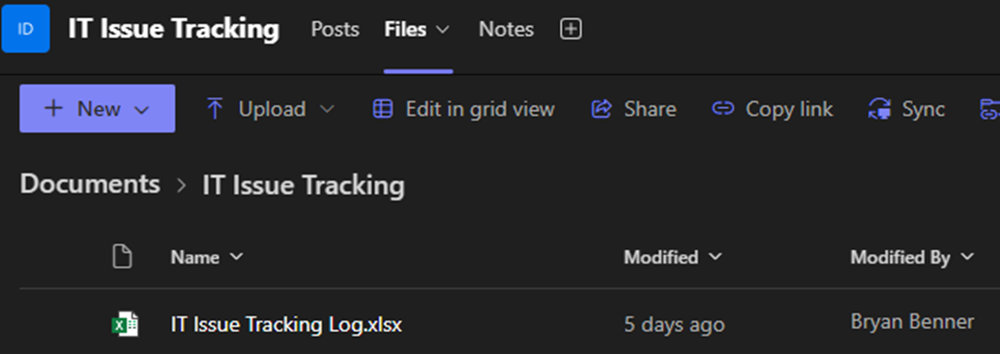 ID IT Issue Tracking Posts Files Notes
New Upload Edit in grid view Share Copy link Sync
Documents > IT Issue Tracking
Name Modified Modified By
IT Issue Tracking Log.xlsx 5 days ago Bryan Benner